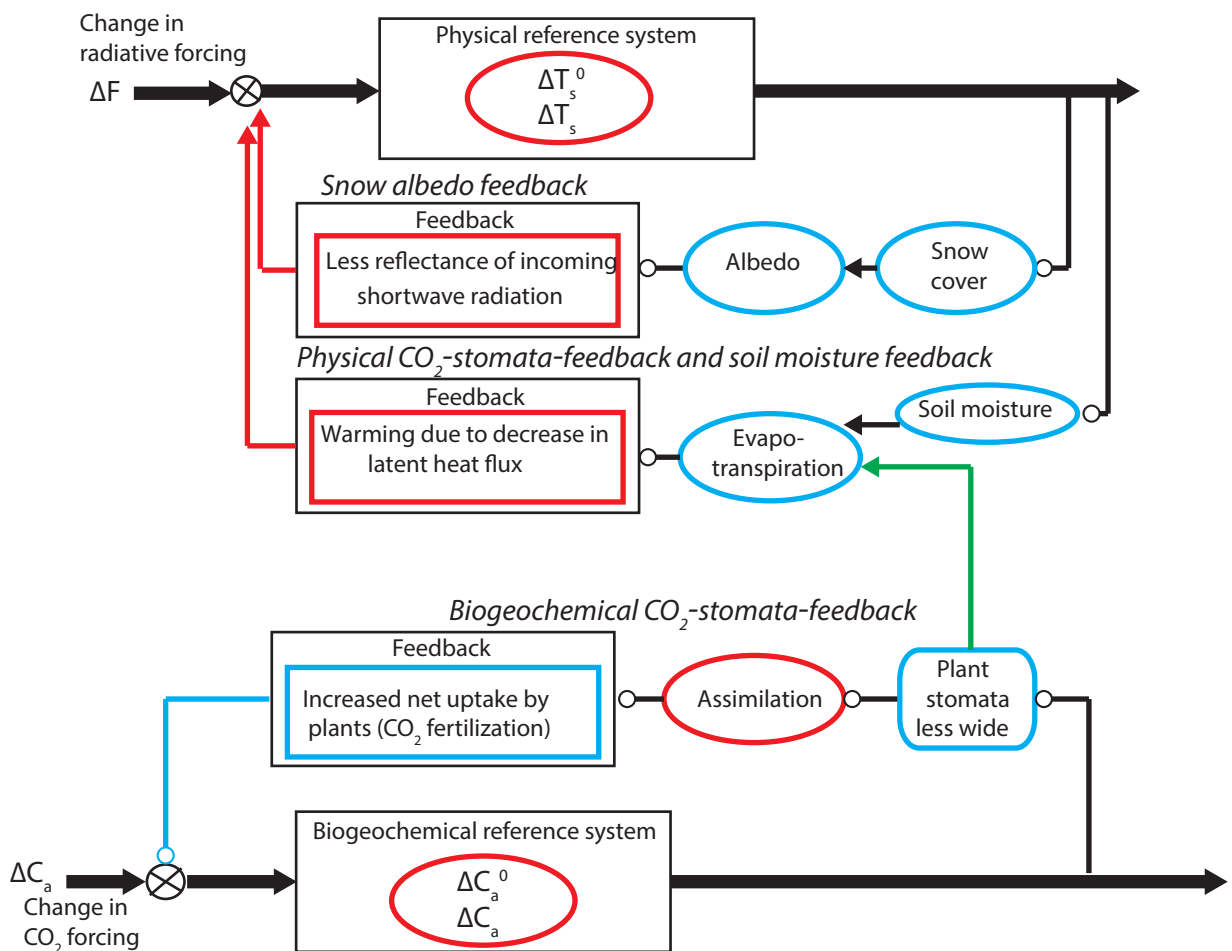 Change in
radiative forcing
ΔF
Physical reference system
ΔTₛ⁰
ΔTₛ
Snow albedo feedback
Feedback
Less reflectance of incoming
shortwave radiation
Albedo
Snow
cover
Physical CO₂-stomata-feedback and soil moisture feedback
Feedback
Warming due to decrease in
latent heat flux
Evapo-
transpiration
Soil moisture
Biogeochemical CO₂-stomata-feedback
Feedback
Increased net uptake by
plants (CO₂ fertilization)
Assimilation
Plant
stomata
less wide
Biogeochemical reference system
ΔCₐ⁰
ΔCₐ
ΔCₐ
Change in
CO₂ forcing